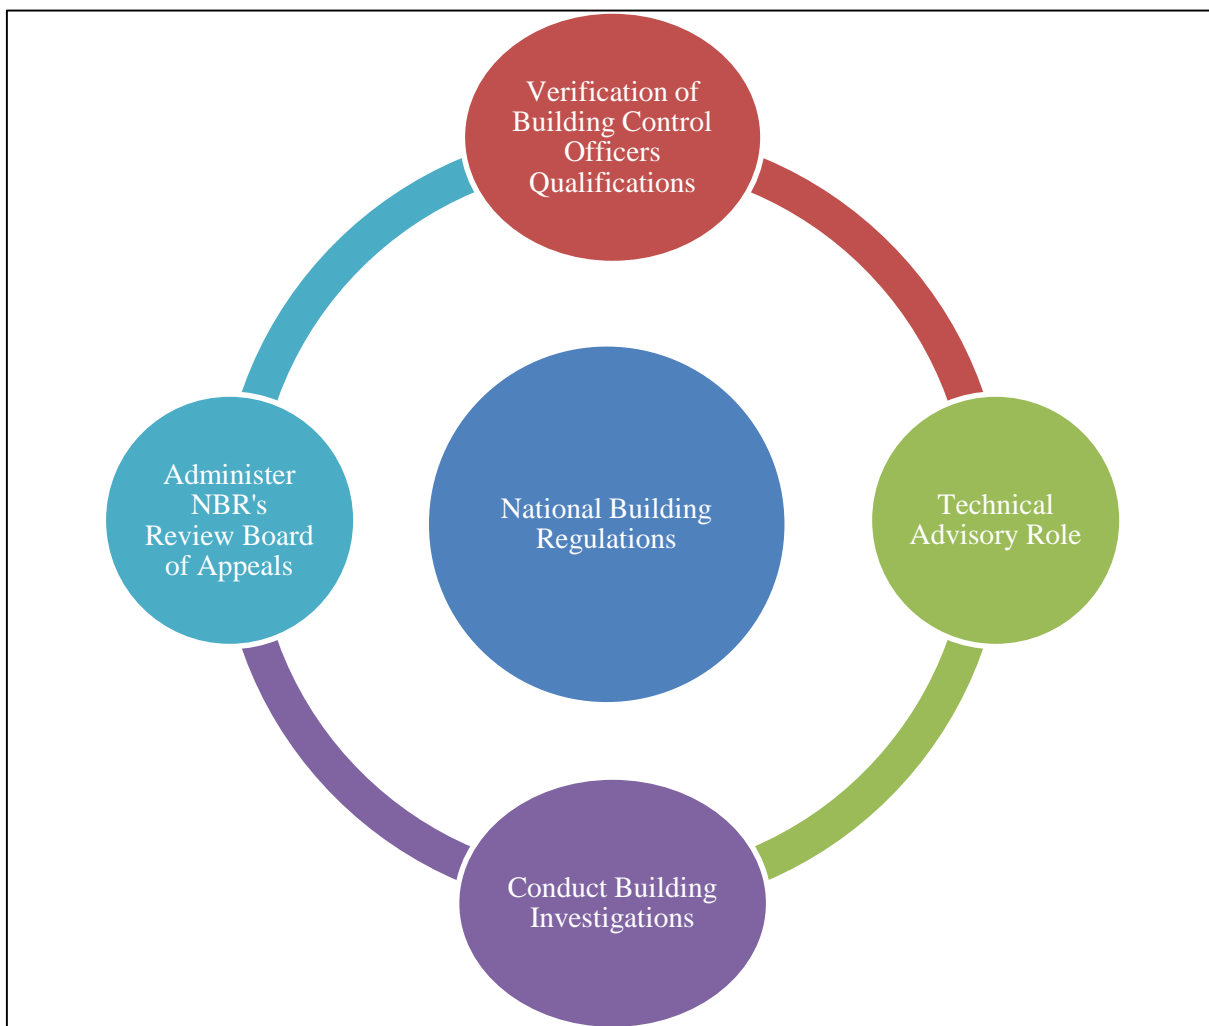 Verification of
Building Control
Officers
Qualifications
Administer
NBR's
Review Board
of Appeals
National Building
Regulations
Technical
Advisory Role
Conduct Building
Investigations